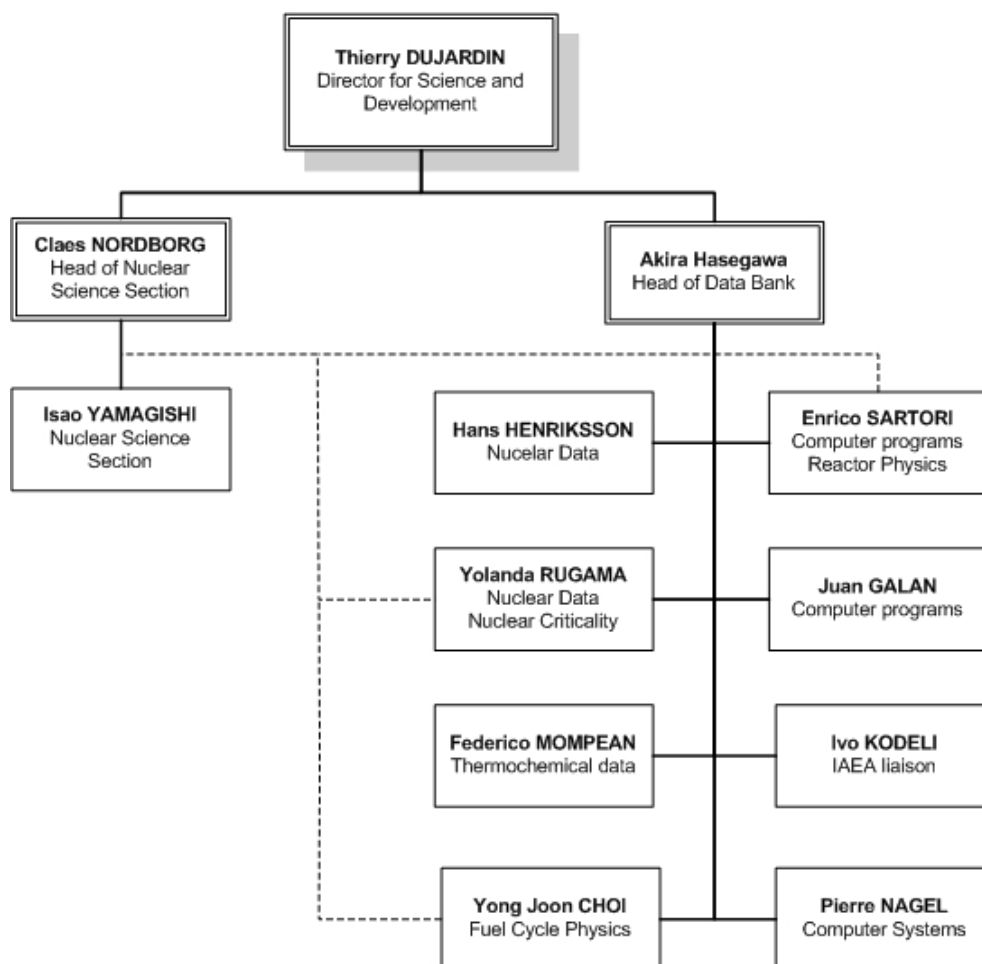 Thierry DUJARDIN
Director for Science and
Development
Claes NORDBORG
Head of Nuclear
Science Section
Akira Hasegawa
Head of Data Bank
Isao YAMAGISHI
Nuclear Science
Section
Hans HENRIKSSON
Nucelar Data
Enrico SARTORI
Computer programs
Reactor Physics
Yolanda RUGAMA
Nuclear Data
Nuclear Criticality
Juan GALAN
Computer programs
Federico MOMPEAN
Thermochemical data
Ivo KODELI
IAEA liaison
Yong Joon CHOI
Fuel Cycle Physics
Pierre NAGEL
Computer Systems